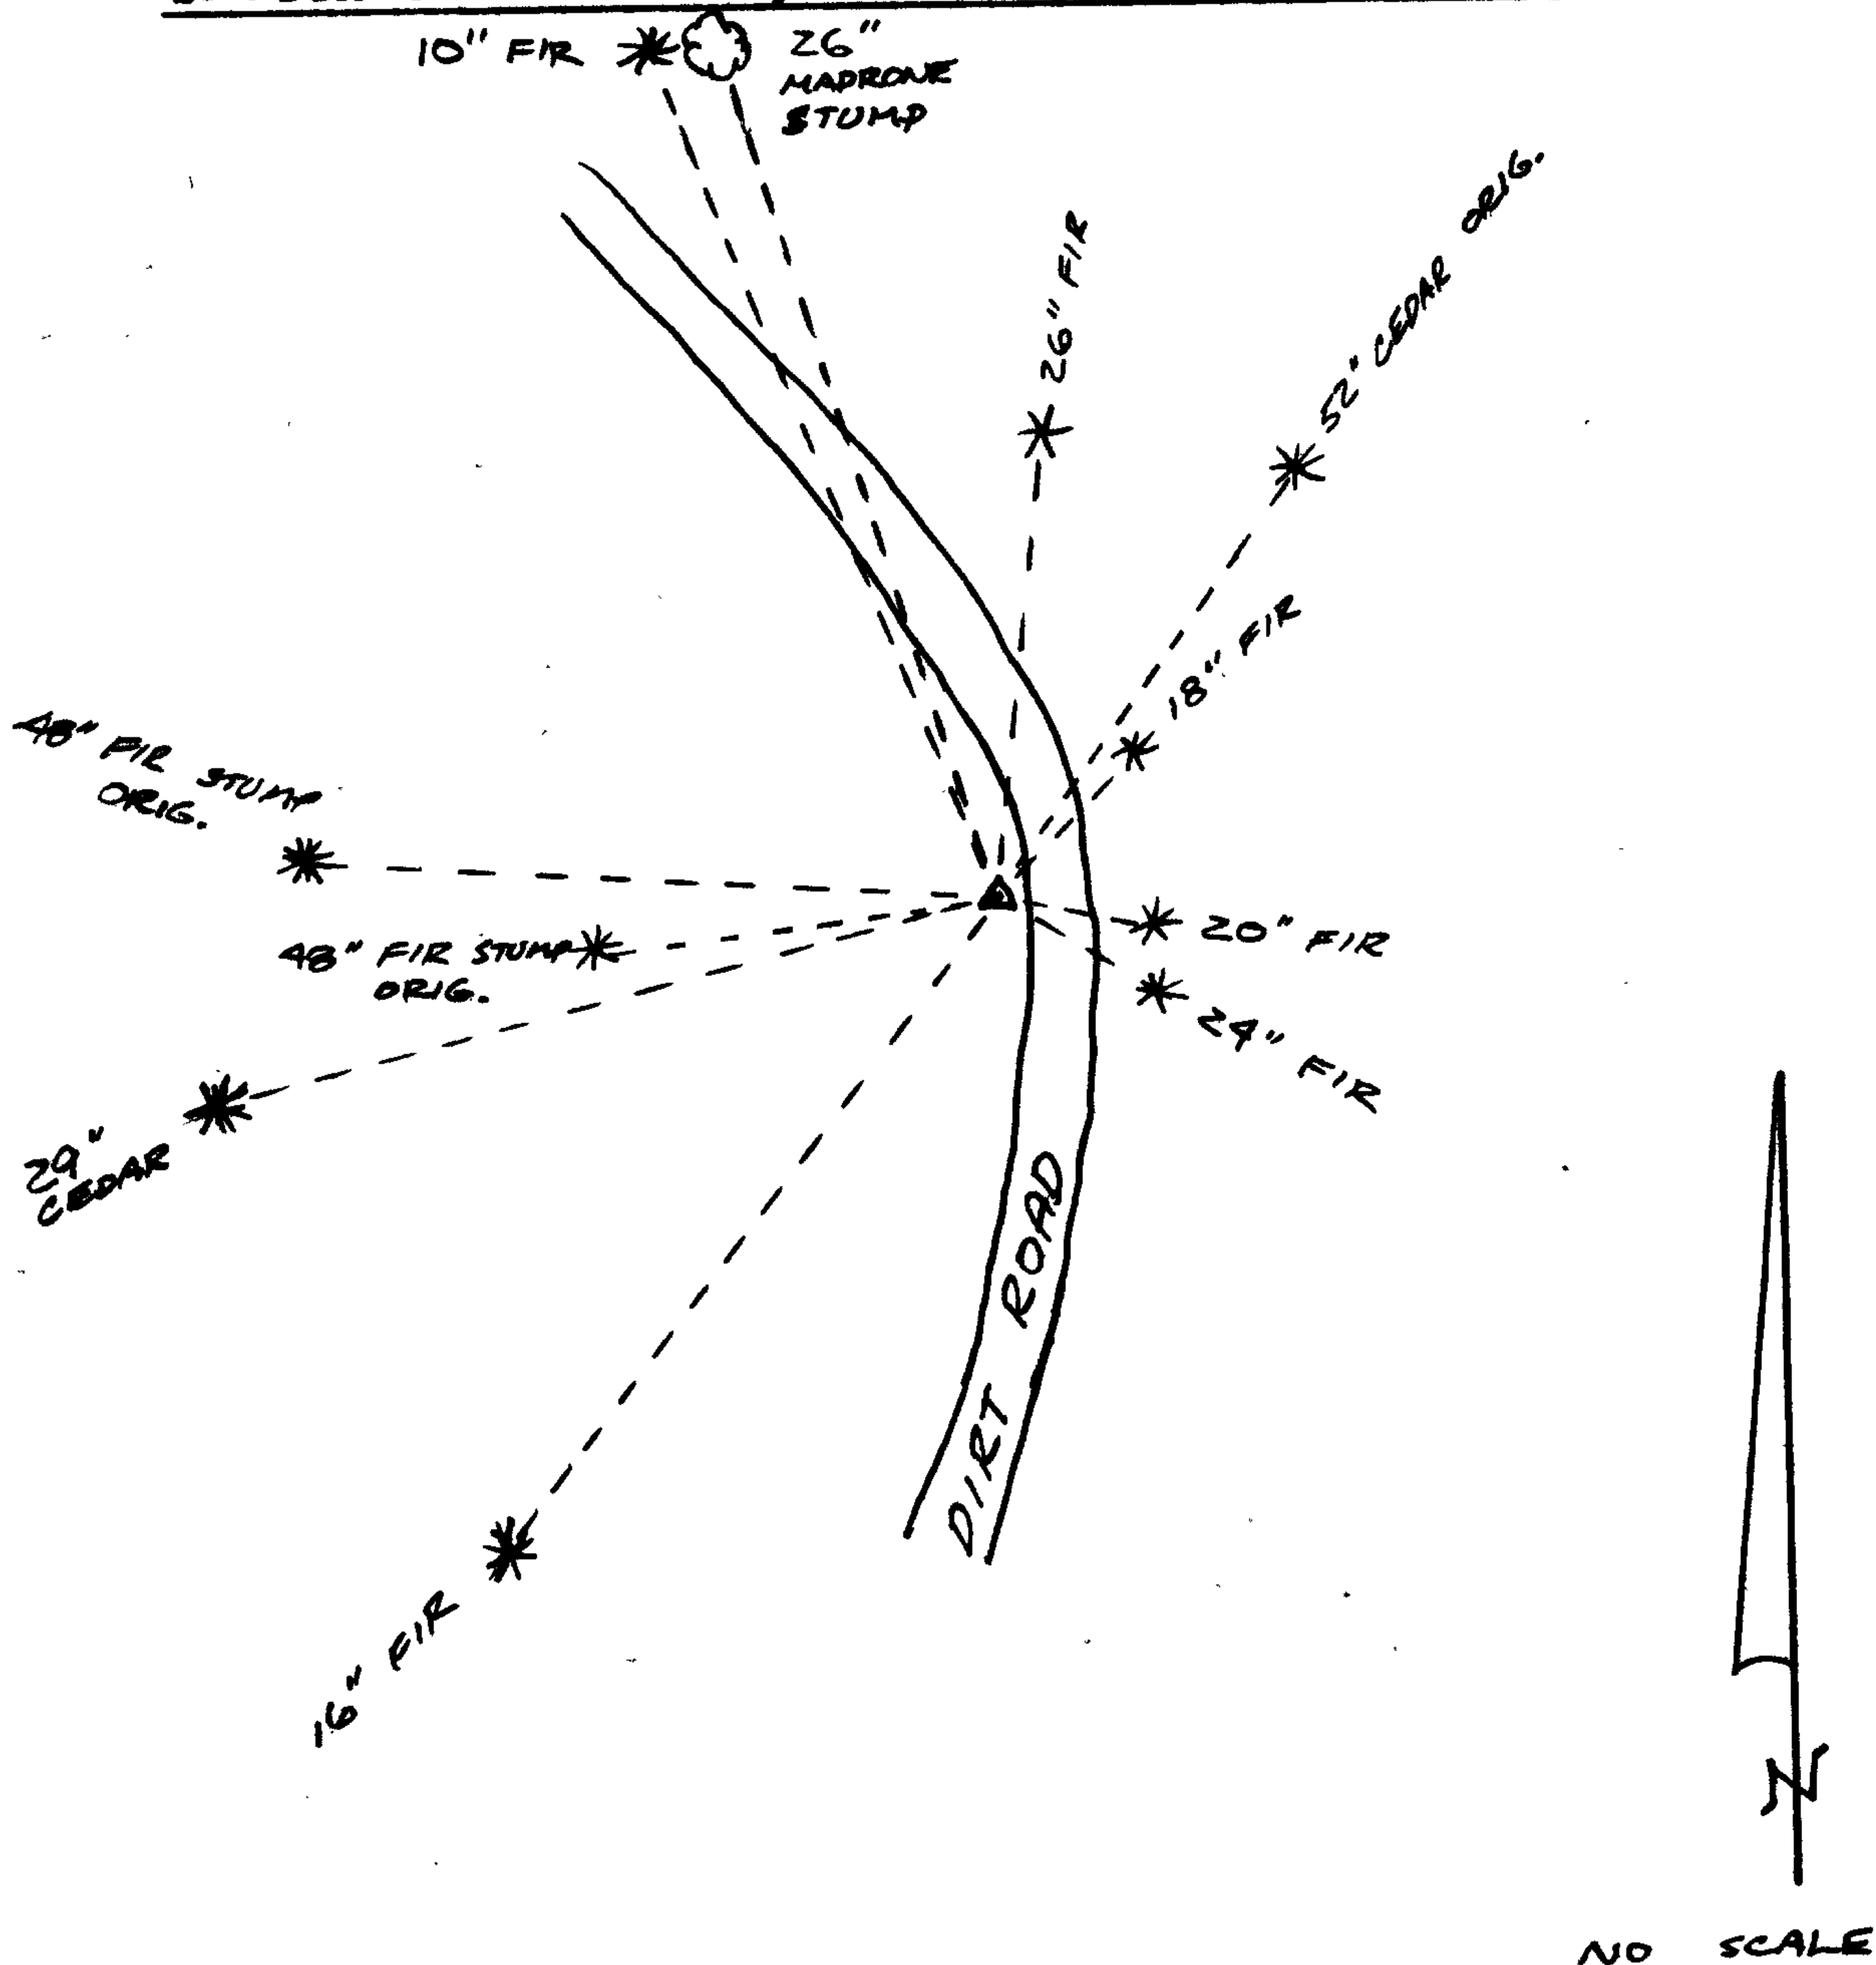 10" FIR
26"
MADRONE
STUMP
26" FIR
52" CEDAR ORIG.
18" FIR
48" FIR STUMP
ORIG.
48" FIR STUMP
ORIG.
20" FIR
24" FIR
29"
CEDAR
16" FIR
DIRT ROAD
N
NO SCALE